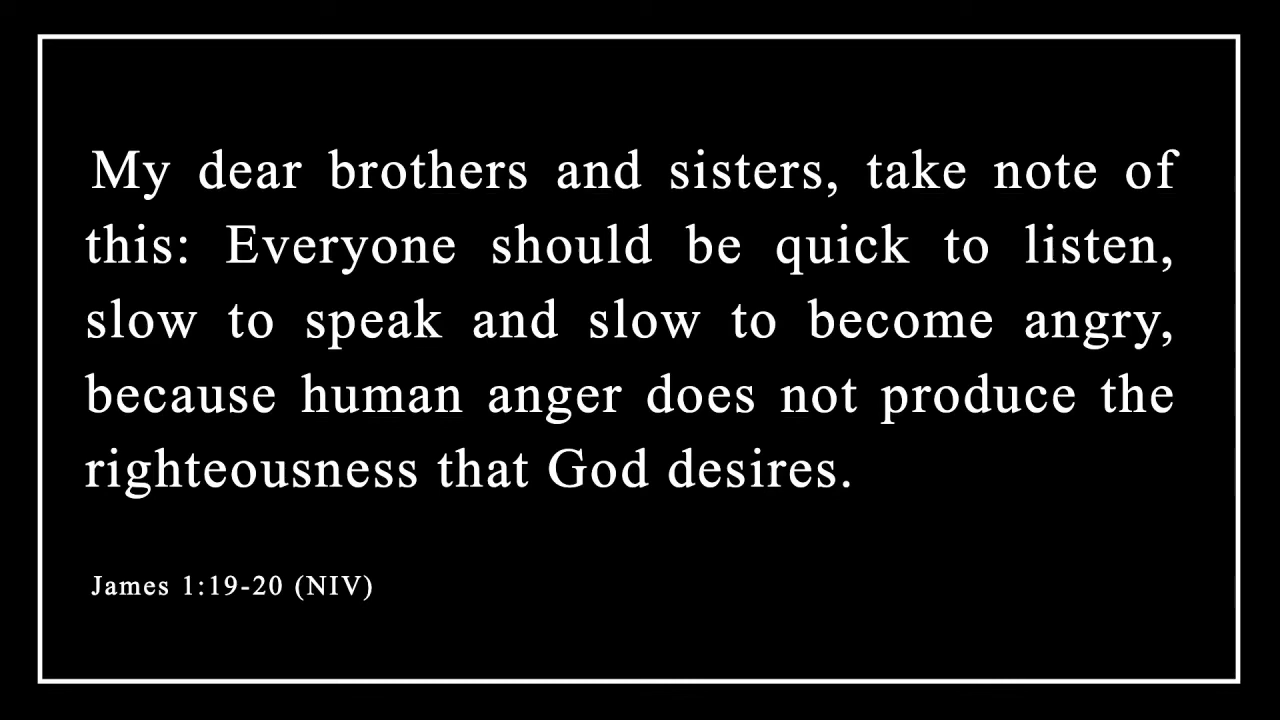 My dear brothers and sisters, take note of
this: Everyone should be quick to listen,
slow to speak and slow to become angry,
because human anger does not produce the
righteousness that God desires.
James 1:19-20 (NIV)